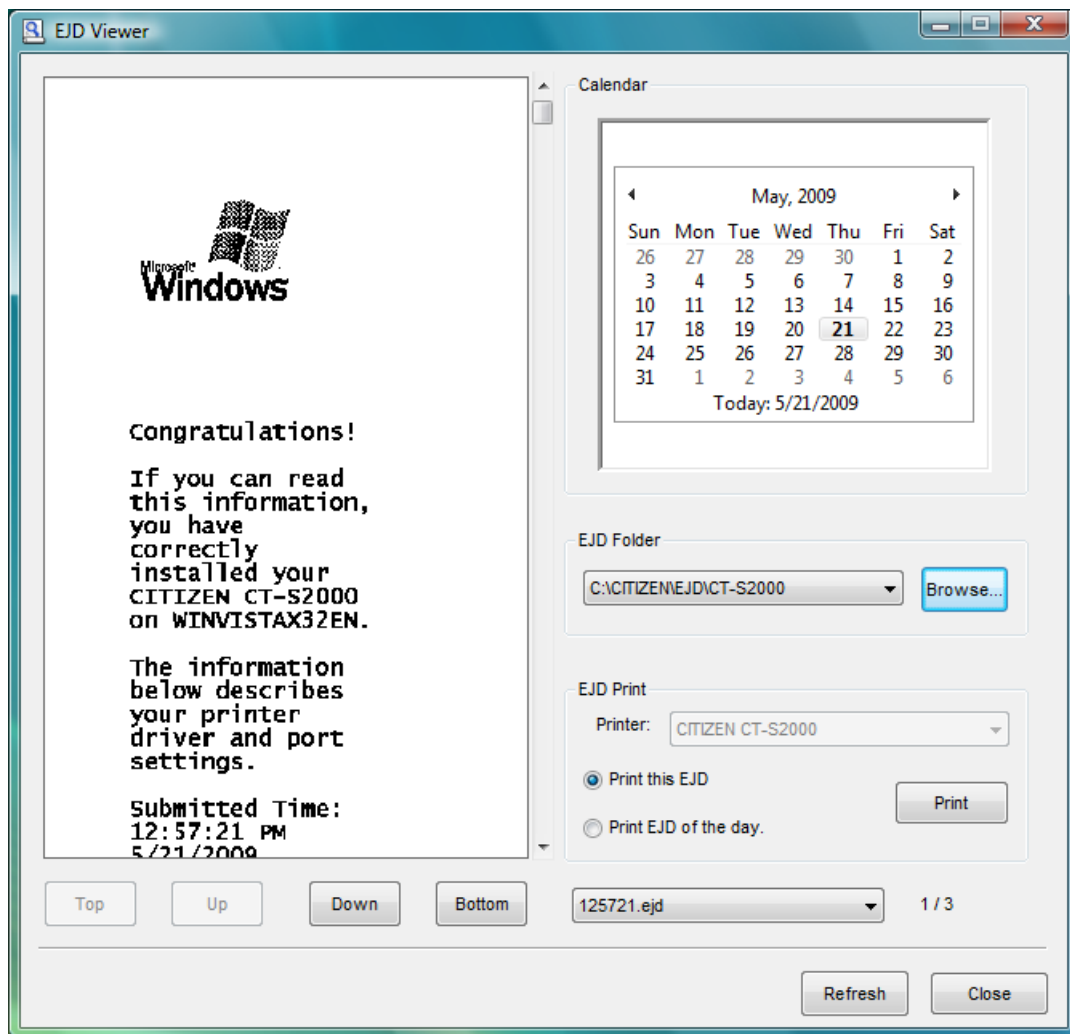 EJD Viewer
Microsoft
Windows
Congratulations!
If you can read
this information,
you have
correctly
installed your
CITIZEN CT-S2000
on WINVISTAX32EN.
The information
below describes
your printer
driver and port
settings.
Submitted Time:
12:57:21 PM
5/21/2009
Top Up Down Bottom
Calendar
May, 2009
Sun Mon Tue Wed Thu Fri Sat
26 27 28 29 30 1 2
3 4 5 6 7 8 9
10 11 12 13 14 15 16
17 18 19 20 21 22 23
24 25 26 27 28 29 30
31 1 2 3 4 5 6
Today: 5/21/2009
EJD Folder
C:\CITIZEN\EJD\CT-S2000 Browse...
EJD Print
Printer: CITIZEN CT-S2000
Print this EJD
Print
Print EJD of the day.
125721.ejd 1 / 3
Refresh Close